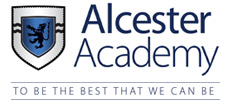 Alcester
Academy
TO BE THE BEST THAT WE CAN BE